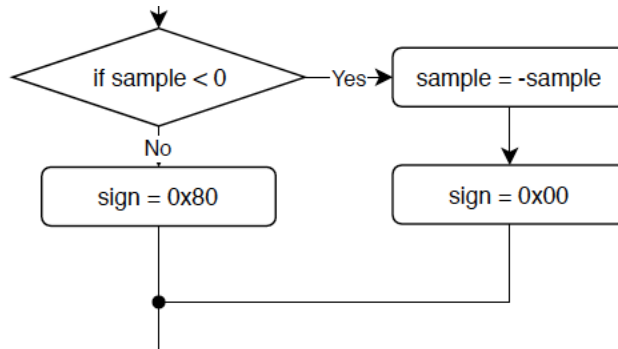 if sample < 0
Yes
sample = -sample
No
sign = 0x80
sign = 0x00